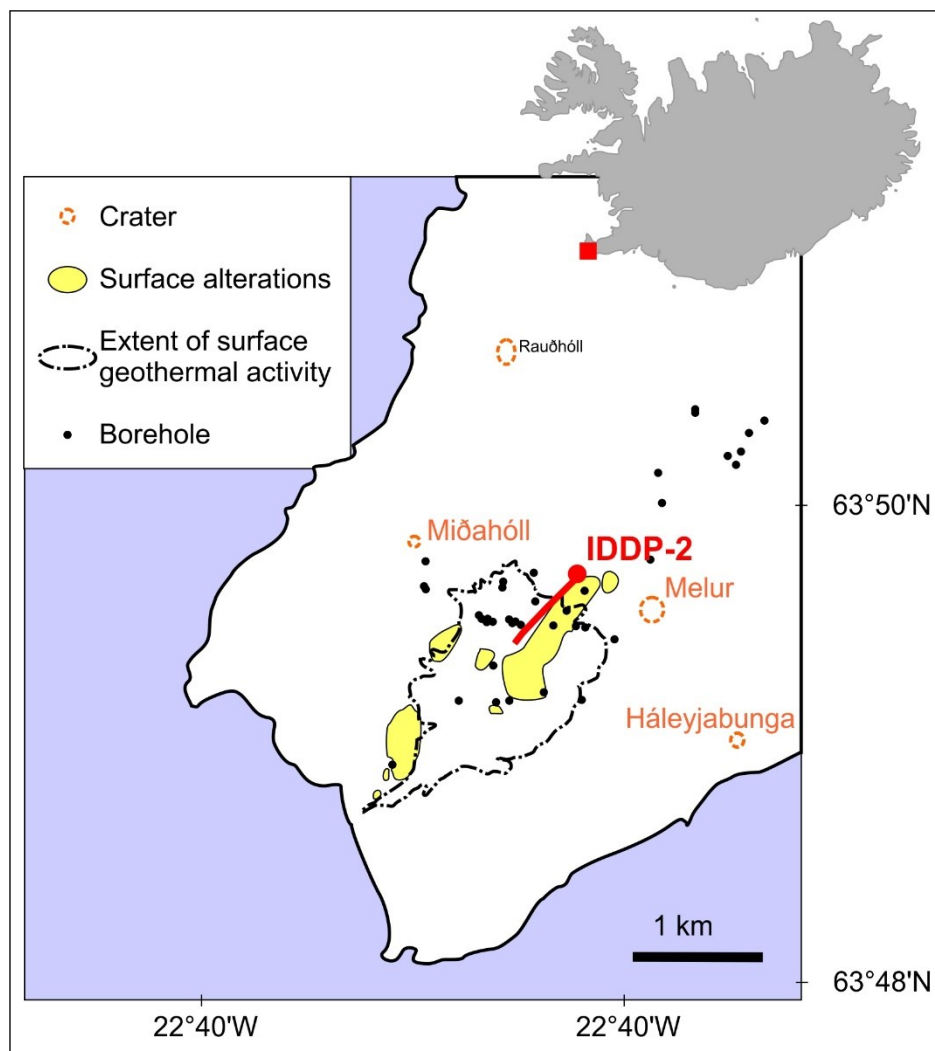 Crater
Surface alterations
Extent of surface
geothermal activity
Borehole
Rauðhóll
63°50'N
Miðahóll
IDDP-2
Melur
Háleyjabunga
1 km
63°48'N
22°40'W
22°40'W